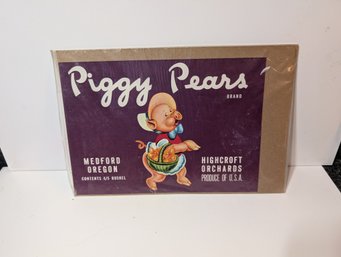 Piggy Pears
BRAND
MEDFORD
OREGON
CONTENTS 4/5 BUSHEL
HIGHCROFT
ORCHARDS
PRODUCE OF U.S.A.